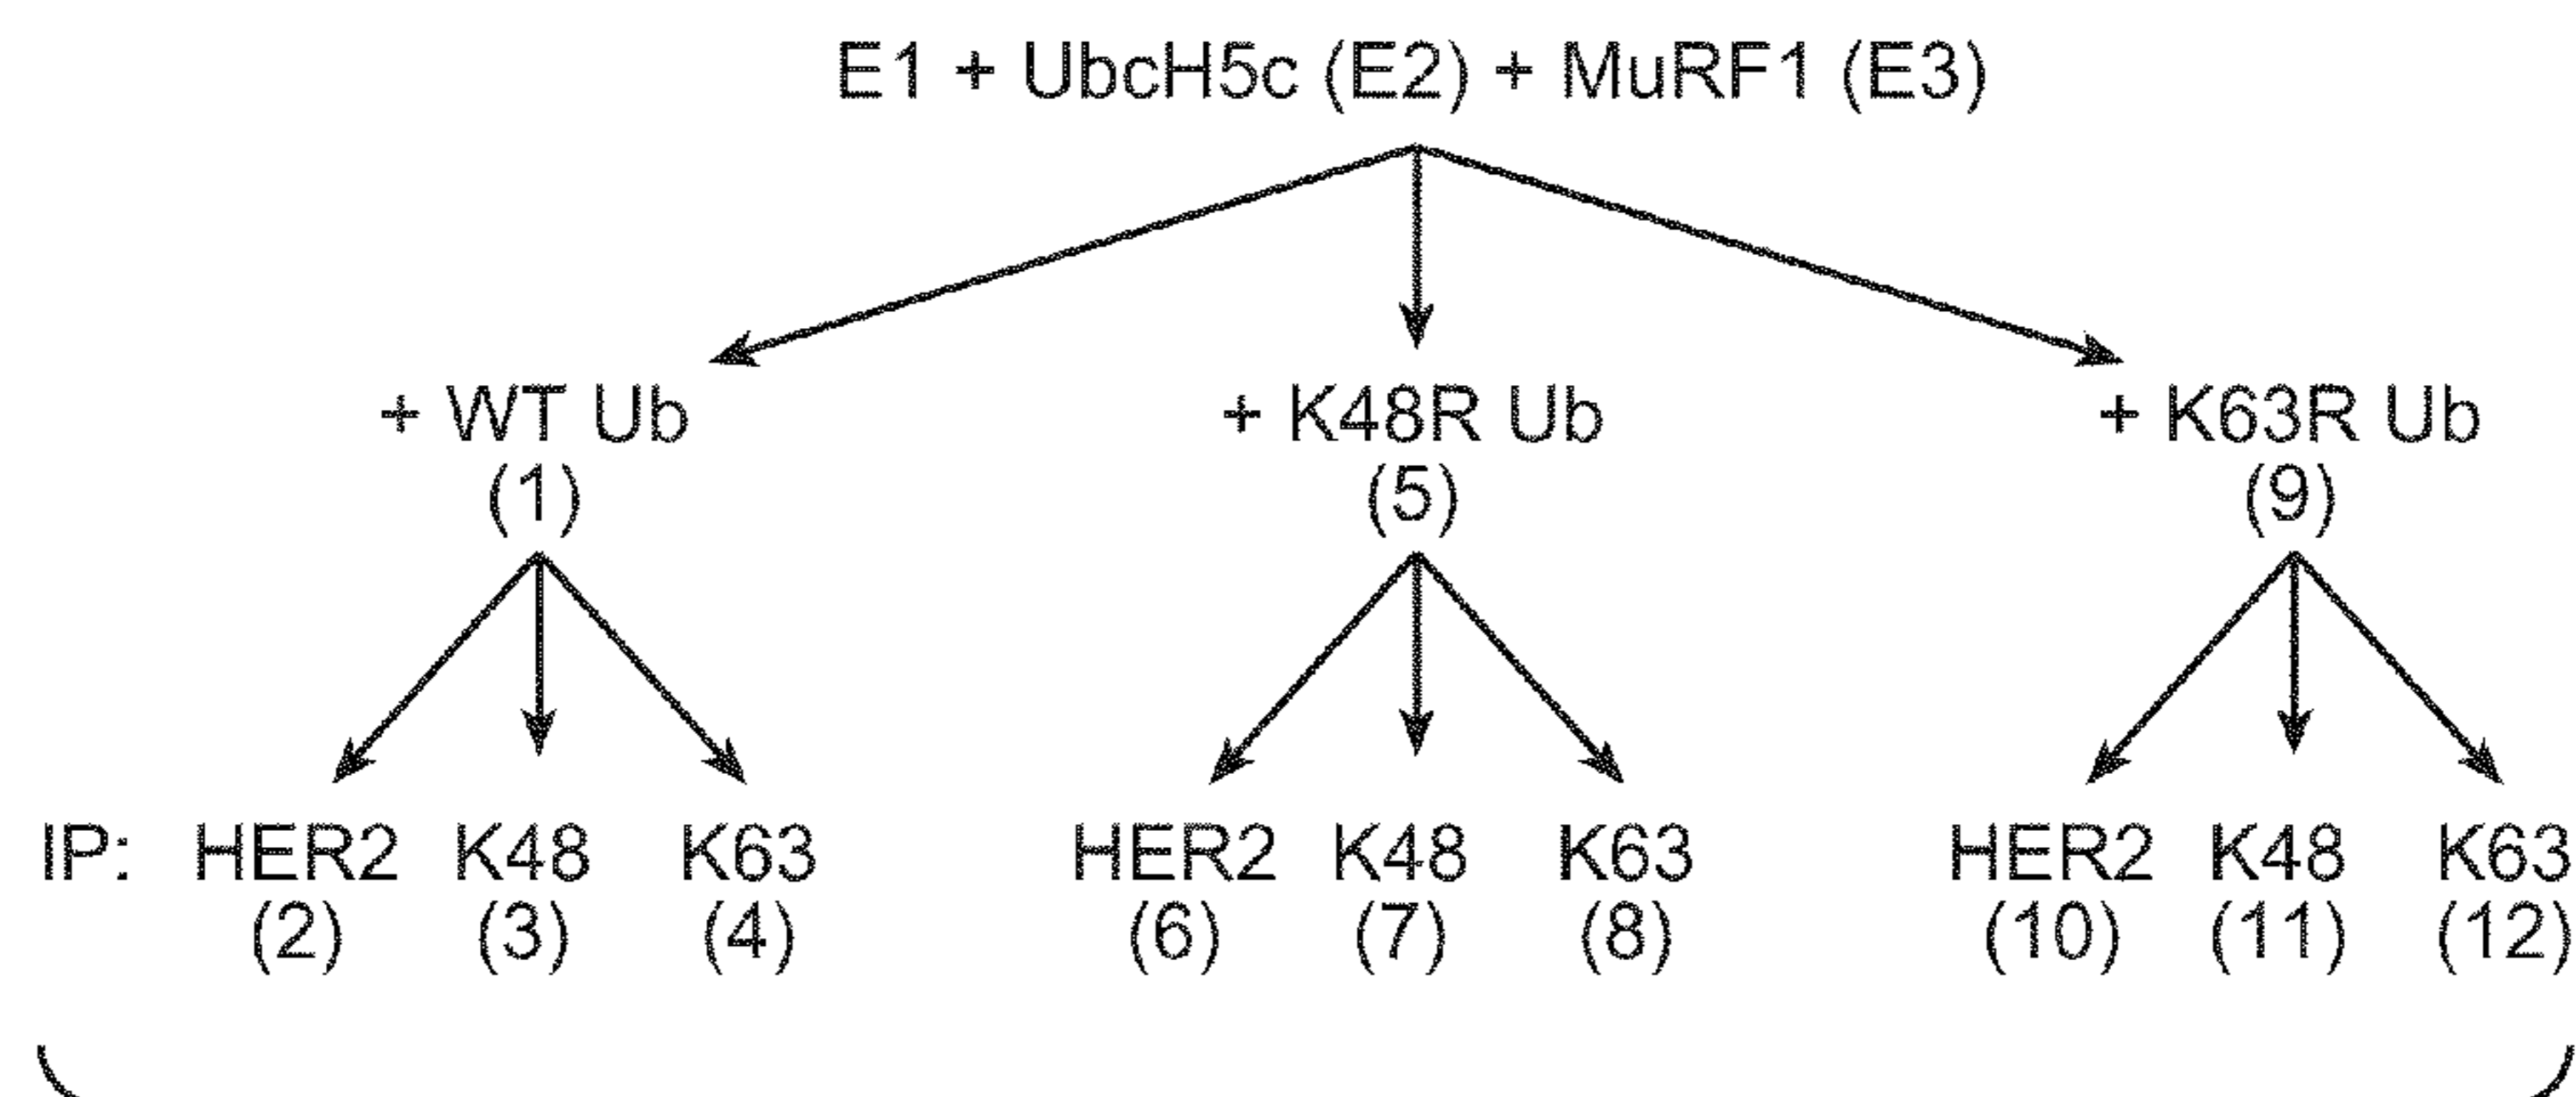 E1 + UbcH5c (E2) + MuRF1 (E3)
+ WT Ub + K48R Ub + K63R Ub
(1) (5) (9)
IP: HER2 K48 K63 HER2 K48 K63 HER2 K48 K63
(2) (3) (4) (6) (7) (8) (10) (11) (12)